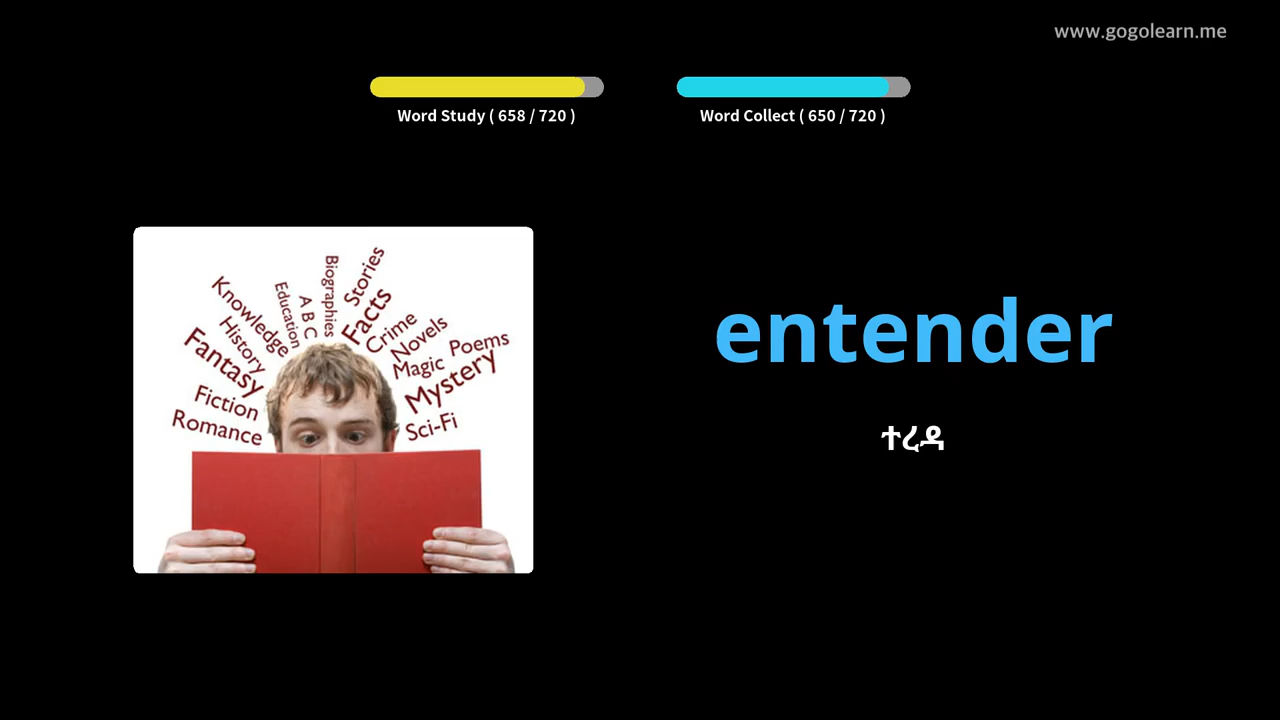 www.gogolearn.me
Word Study ( 658 / 720 )
Word Collect ( 650 / 720 )
Biographies
Stories
Education
A B C
Facts
Knowledge
Crime
History
Novels
Fantasy
Magic
Poems
Mystery
Fiction
Romance
Sci-Fi
entender
ተረዳ